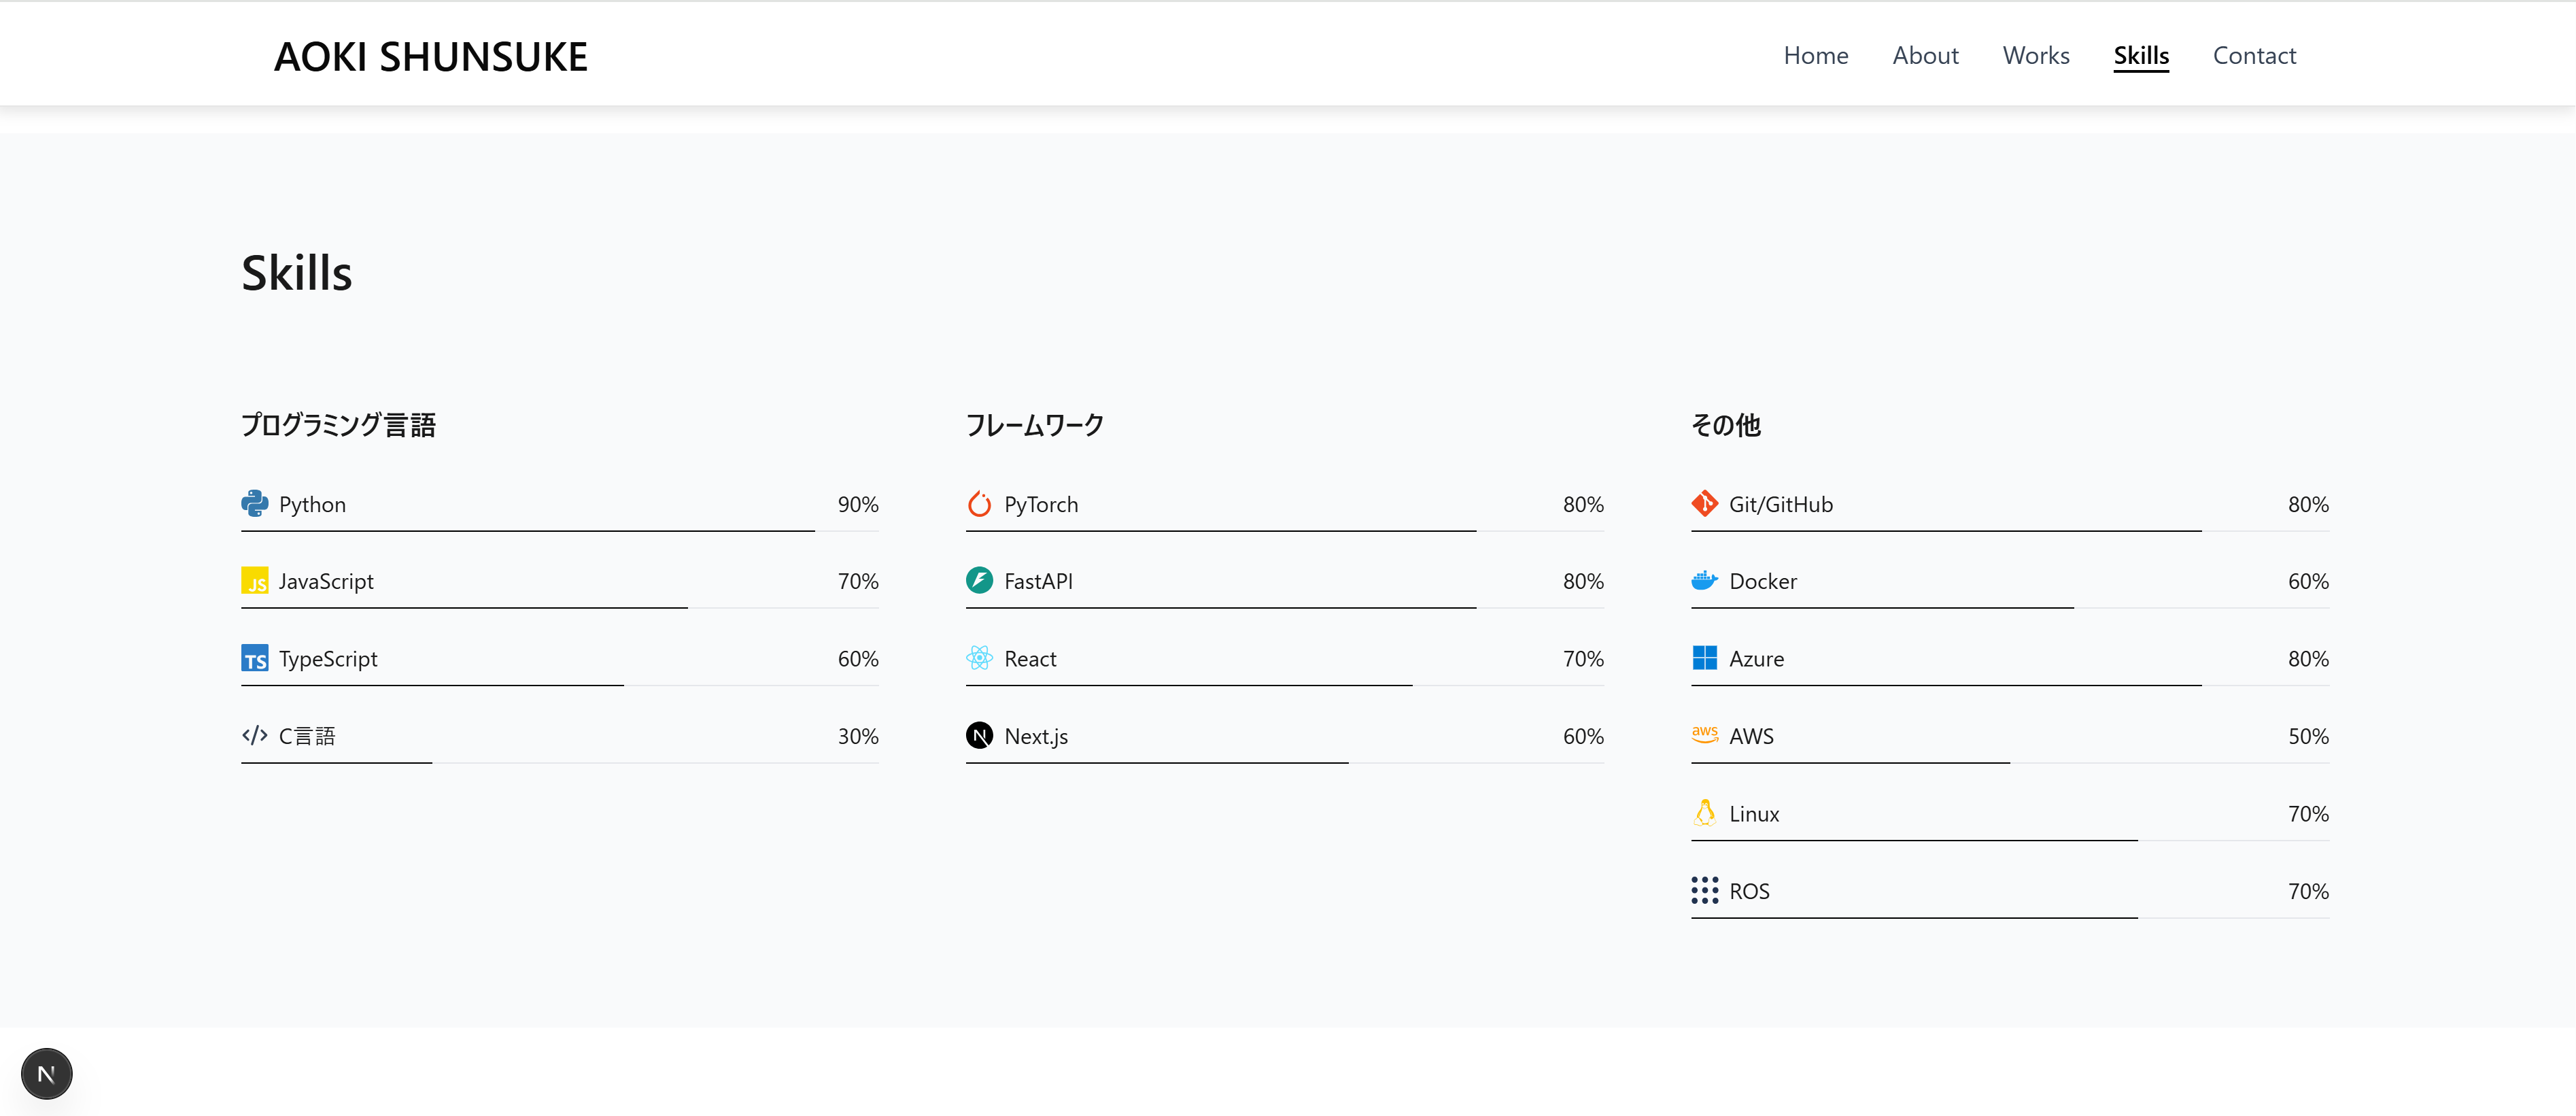 AOKI SHUNSUKE
Home About Works Skills Contact
Skills
プログラミング言語
Python 90%
JS JavaScript 70%
TS TypeScript 60%
</> C言語 30%
フレームワーク
PyTorch 80%
FastAPI 80%
React 70%
N Next.js 60%
その他
Git/GitHub 80%
Docker 60%
Azure 80%
aws AWS 50%
Linux 70%
ROS 70%
N